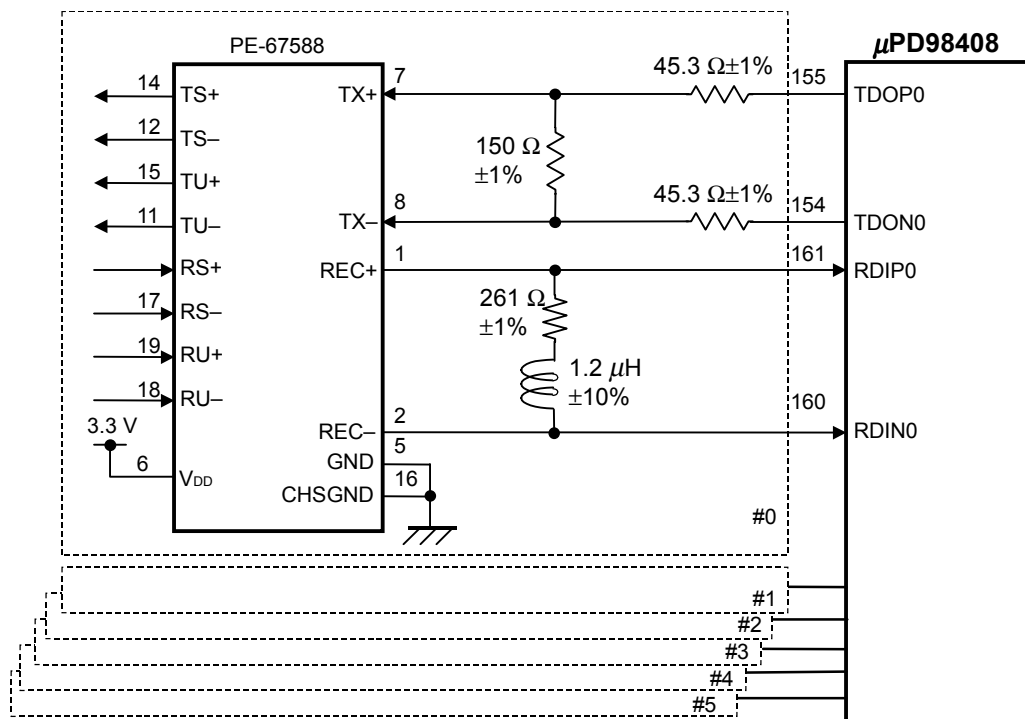 PE-67588
μPD98408
14 TS+
12 TS–
15 TU+
11 TU–
RS+
17 RS–
19 RU+
18 RU–
3.3 V
6 VDD
TX+ 7
TX– 8
REC+ 1
REC– 2
GND 5
CHSGND 16
150 Ω
±1%
45.3 Ω±1%
45.3 Ω±1%
261 Ω
±1%
1.2 μH
±10%
155 TDOP0
154 TDON0
161 RDIP0
160 RDIN0
#0
#1
#2
#3
#4
#5